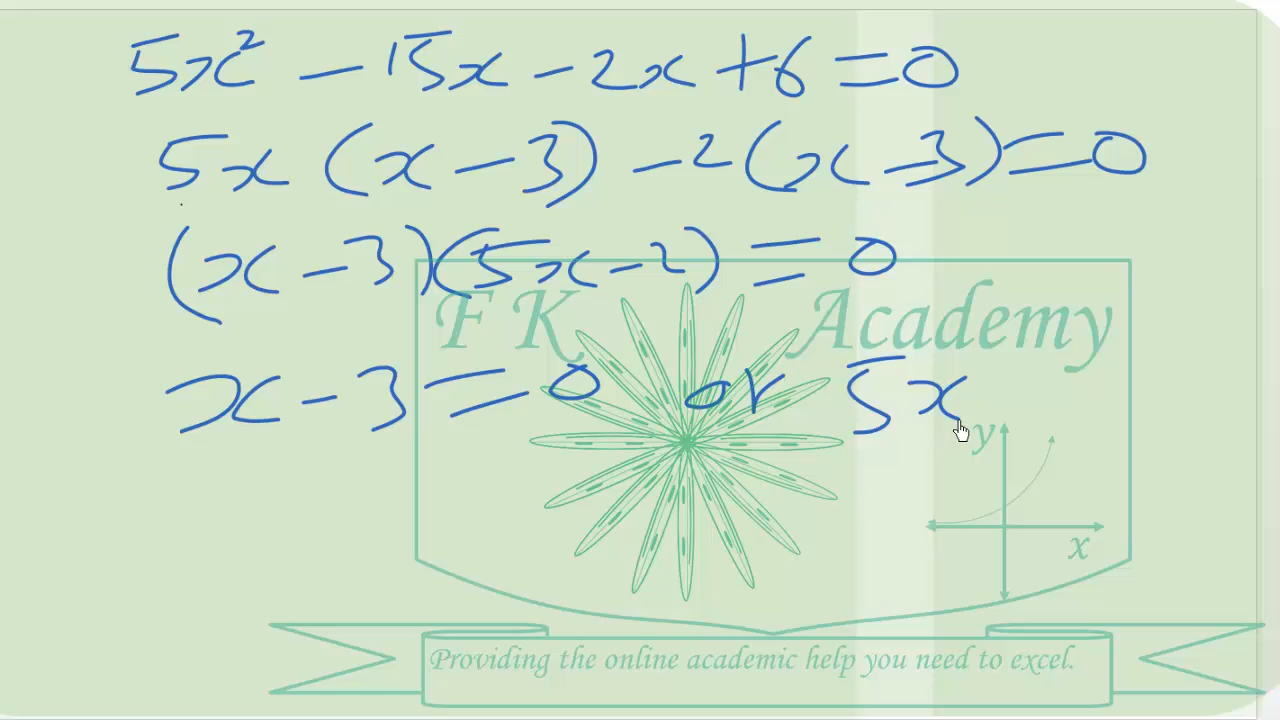 5x² - 15x - 2x + 6 = 0
5x (x - 3) - 2 (x - 3) = 0
(x - 3)(5x - 2) = 0
F K Academy
x - 3 = 0 or 5x
y
x
Providing the online academic help you need to excel.